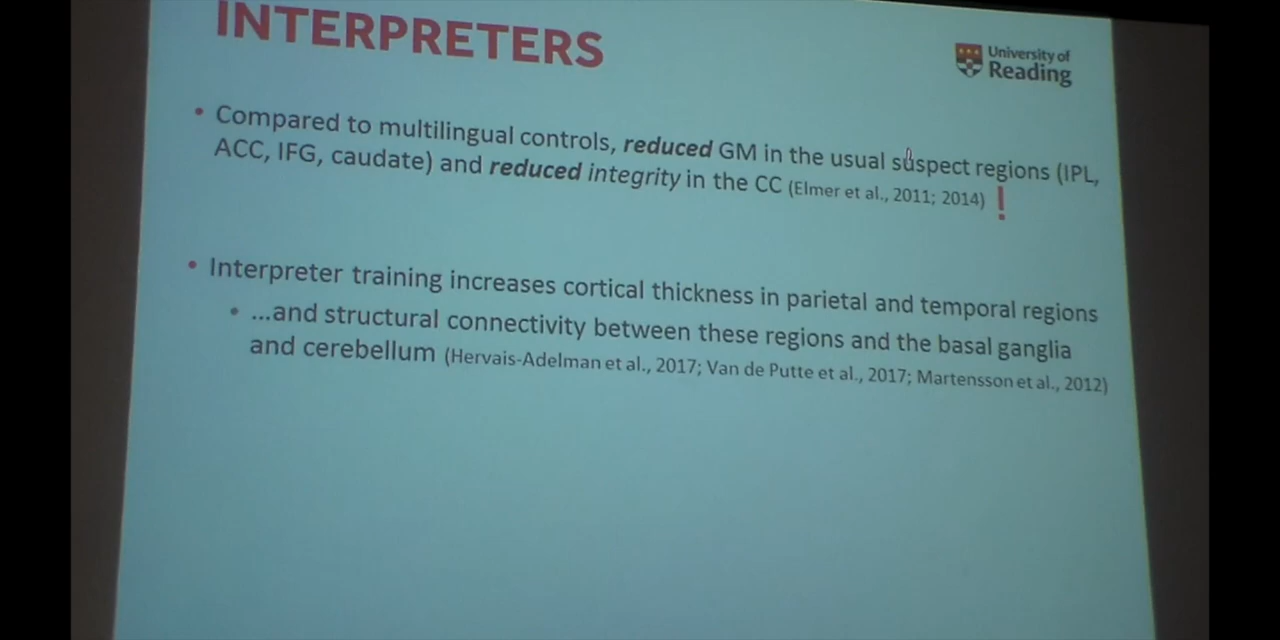 INTERPRETERS
University of
Reading
• Compared to multilingual controls, reduced GM in the usual suspect regions (IPL,
ACC, IFG, caudate) and reduced integrity in the CC (Elmer et al., 2011; 2014) !
• Interpreter training increases cortical thickness in parietal and temporal regions
• ...and structural connectivity between these regions and the basal ganglia
and cerebellum (Hervais-Adelman et al., 2017; Van de Putte et al., 2017; Martensson et al., 2012)